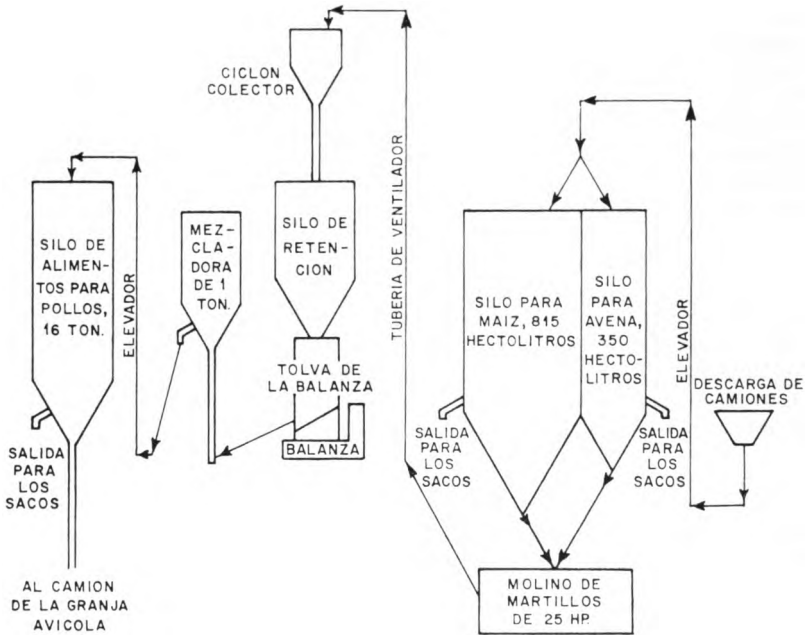 CICLON
COLECTOR
TUBERIA DE VENTILADOR
SILO DE
ALIMEN-
TOS PARA
POLLOS,
16 TON.
ELEVADOR
MEZ-
CLA-
DORA
DE 1
TON.
SILO DE
RETEN-
CION
TOLVA DE
LA BALANZA
BALANZA
SILO PARA
MAIZ, 815
HECTOLITROS
SILO
PARA
AVENA,
350
HECTO-
LITROS
ELEVADOR
DESCARGA DE
CAMIONES
SALIDA
PARA
LOS
SACOS
SALIDA
PARA
LOS
SACOS
SALIDA
PARA
LOS
SACOS
AL CAMION
DE LA GRANJA
AVICOLA
MOLINO DE
MARTILLOS
DE 25 HP.